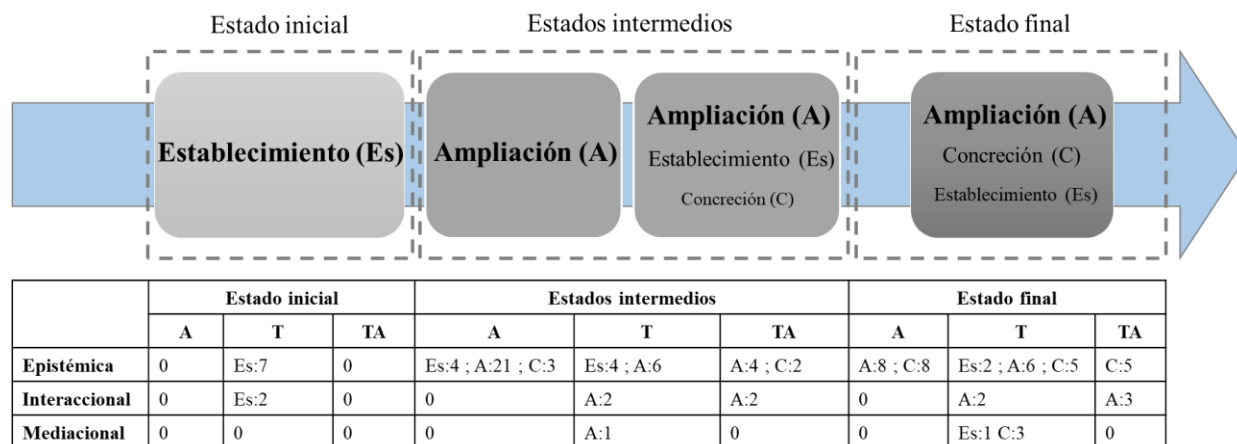 Estado inicial Estados intermedios Estado final
Establecimiento (Es)
Ampliación (A)
Ampliación (A)
Establecimiento (Es)
Concreción (C)
Ampliación (A)
Concreción (C)
Establecimiento (Es)
Estado inicial Estados intermedios Estado final
A T TA A T TA A T TA
Epistémica 0 Es:7 0 Es:4 ; A:21 ; C:3 Es:4 ; A:6 A:4 ; C:2 A:8 ; C:8 Es:2 ; A:6 ; C:5 C:5
Interaccional 0 Es:2 0 0 A:2 A:2 0 A:2 A:3
Mediacional 0 0 0 0 A:1 0 0 Es:1 C:3 0